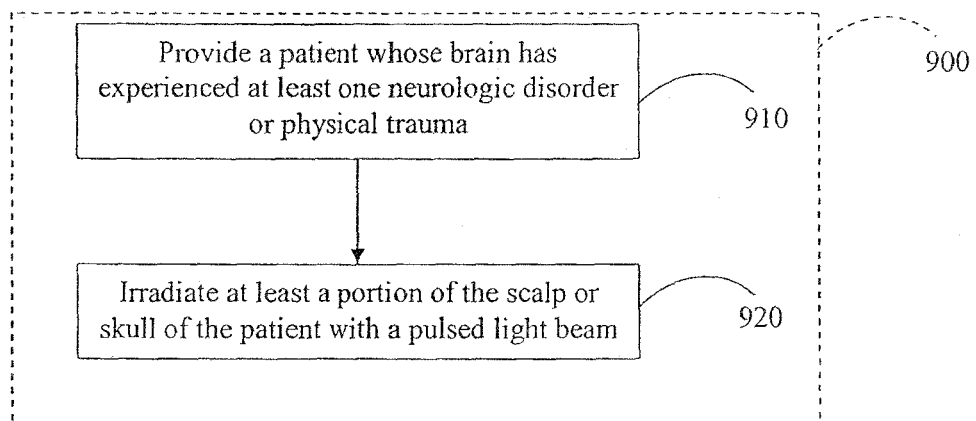 Provide a patient whose brain has
experienced at least one neurologic disorder
or physical trauma
900
910
Irradiate at least a portion of the scalp or
skull of the patient with a pulsed light beam
920